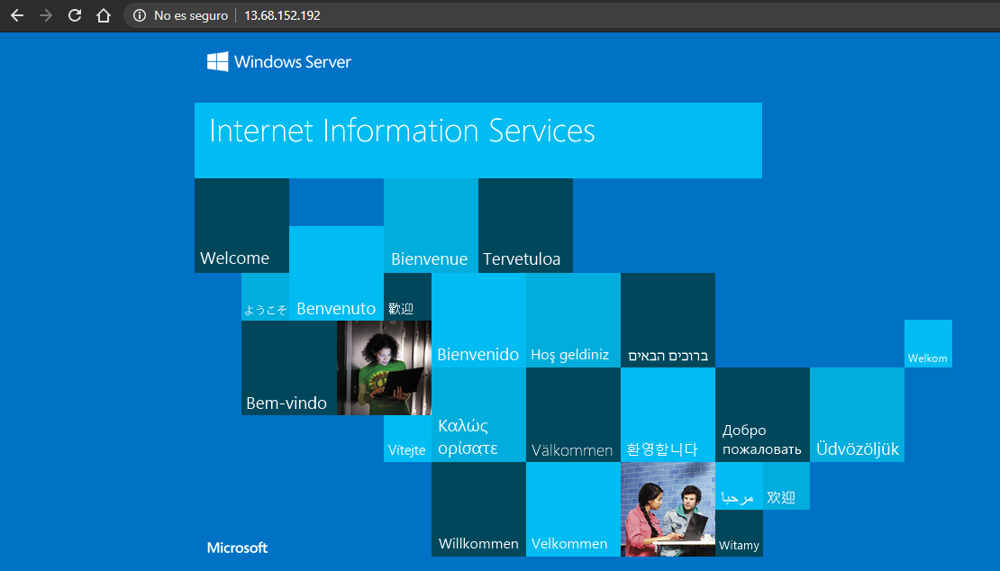 No es seguro
13.68.152.192
Windows Server
Internet Information Services
Welcome
Bienvenue
Tervetuloa
ようこそ
Benvenuto
歡迎
Bienvenido
Hoş geldiniz
ברוכים הבאים
Welkom
Bem-vindo
Vítejte
Καλώς
ορίσατε
Välkommen
환영합니다
Добро
пожаловать
Üdvözöljük
Willkommen
Velkommen
مرحبا
欢迎
Witamy
Microsoft